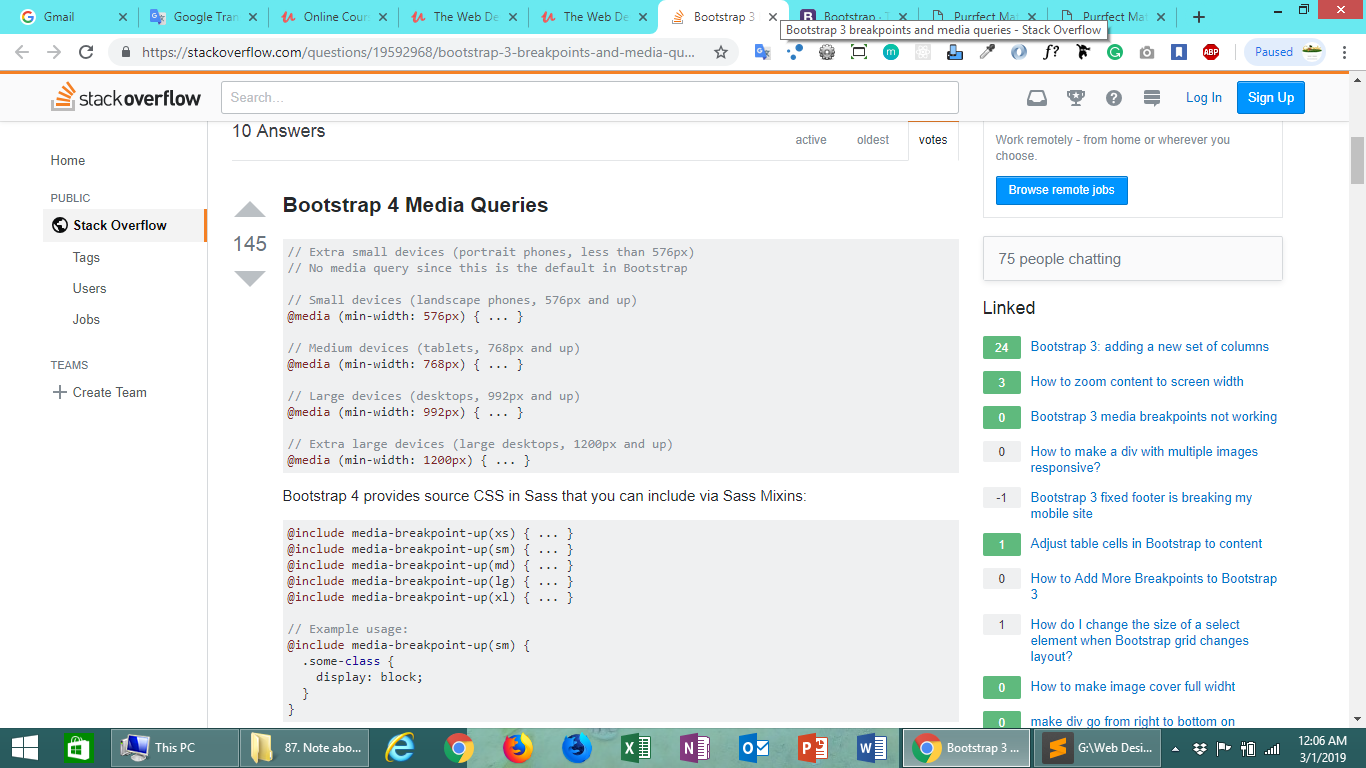 Gmail
Google Tran
Online Cour
The Web De
The Web De
Bootstrap 3
Bootstrap · T
Purrfect Mat
Purrfect Mat
Bootstrap 3 breakpoints and media queries - Stack Overflow
https://stackoverflow.com/questions/19592968/bootstrap-3-breakpoints-and-media-qu...
f?
ABP
Paused
stackoverflow
Search...
Log In
Sign Up
10 Answers
active
oldest
votes
Home
PUBLIC
Stack Overflow
Tags
Users
Jobs
TEAMS
Create Team
145
Bootstrap 4 Media Queries
// Extra small devices (portrait phones, less than 576px)
// No media query since this is the default in Bootstrap
// Small devices (landscape phones, 576px and up)
@media (min-width: 576px) { ... }
// Medium devices (tablets, 768px and up)
@media (min-width: 768px) { ... }
// Large devices (desktops, 992px and up)
@media (min-width: 992px) { ... }
// Extra large devices (large desktops, 1200px and up)
@media (min-width: 1200px) { ... }
Bootstrap 4 provides source CSS in Sass that you can include via Sass Mixins:
@include media-breakpoint-up(xs) { ... }
@include media-breakpoint-up(sm) { ... }
@include media-breakpoint-up(md) { ... }
@include media-breakpoint-up(lg) { ... }
@include media-breakpoint-up(xl) { ... }
// Example usage:
@include media-breakpoint-up(sm) {
.some-class {
display: block;
}
}
Work remotely - from home or wherever you
choose.
Browse remote jobs
75 people chatting
Linked
24 Bootstrap 3: adding a new set of columns
3 How to zoom content to screen width
0 Bootstrap 3 media breakpoints not working
0 How to make a div with multiple images
responsive?
-1 Bootstrap 3 fixed footer is breaking my
mobile site
1 Adjust table cells in Bootstrap to content
0 How to Add More Breakpoints to Bootstrap
3
1 How do I change the size of a select
element when Bootstrap grid changes
layout?
0 How to make image cover full widht
0 make div go from right to bottom on
This PC
87. Note abo...
Bootstrap 3 ...
G:\Web Desi...
12:06 AM
3/1/2019